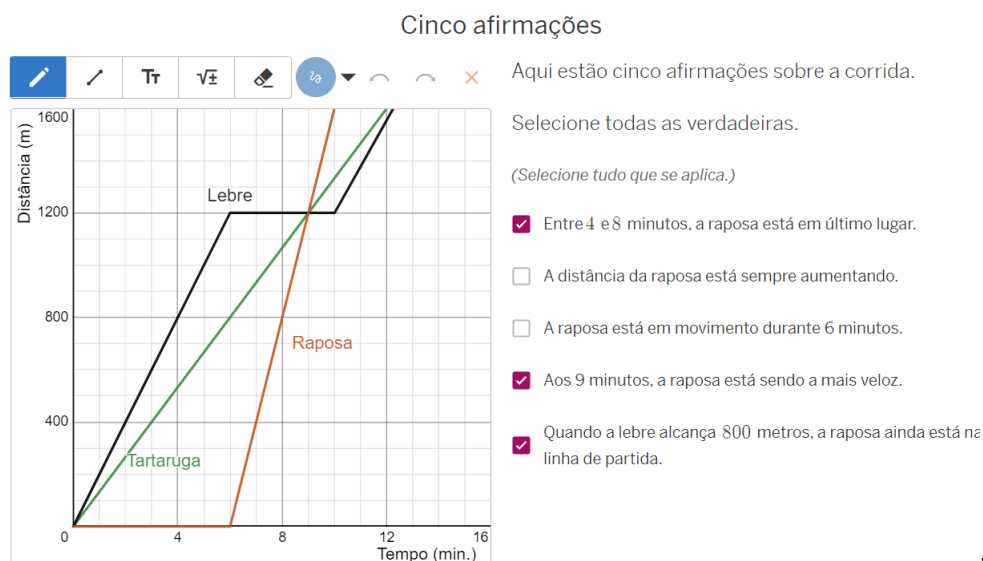 Cinco afirmações
Aqui estão cinco afirmações sobre a corrida.
Selecione todas as verdadeiras.
(Selecione tudo que se aplica.)
Entre 4 e 8 minutos, a raposa está em último lugar.
A distância da raposa está sempre aumentando.
A raposa está em movimento durante 6 minutos.
Aos 9 minutos, a raposa está sendo a mais veloz.
Quando a lebre alcança 800 metros, a raposa ainda está na
linha de partida.
Tт
√±
Distância (m)
1600
1200
800
400
0
4
8
12
16
Tempo (min.)
Lebre
Raposa
Tartaruga